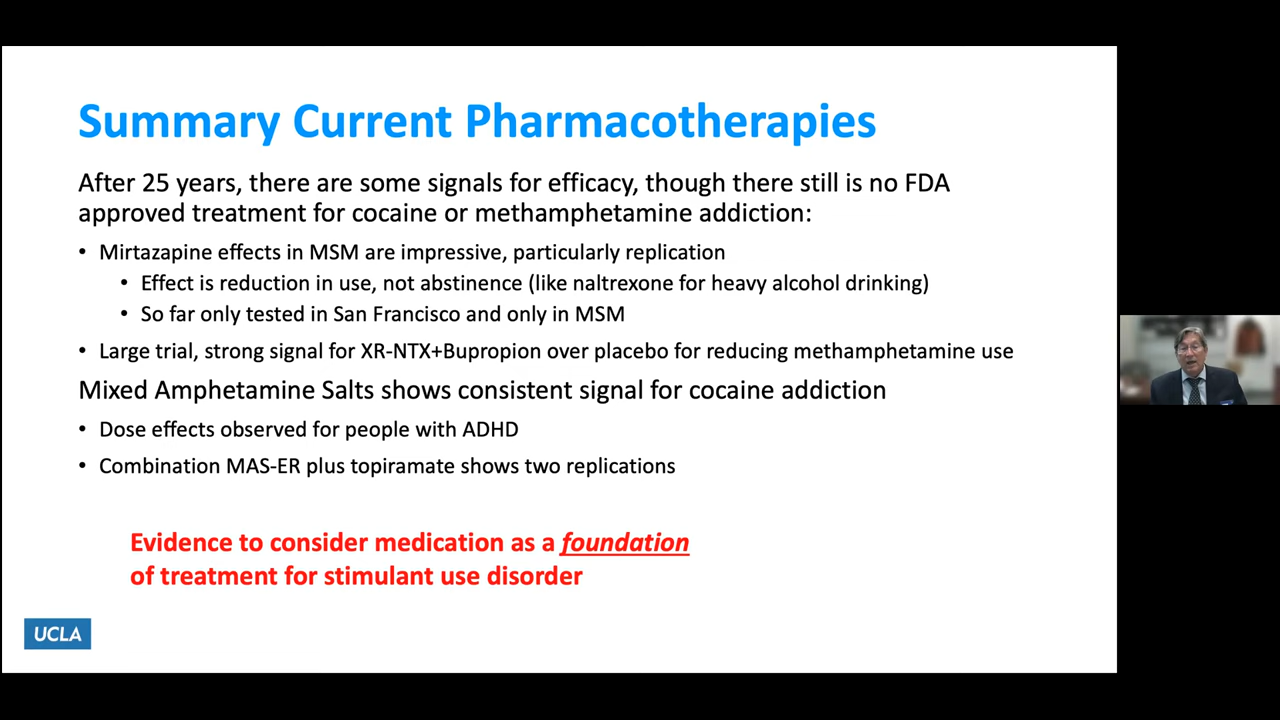 Summary Current Pharmacotherapies
After 25 years, there are some signals for efficacy, though there still is no FDA
approved treatment for cocaine or methamphetamine addiction:
• Mirtazapine effects in MSM are impressive, particularly replication
• Effect is reduction in use, not abstinence (like naltrexone for heavy alcohol drinking)
• So far only tested in San Francisco and only in MSM
• Large trial, strong signal for XR-NTX+Bupropion over placebo for reducing methamphetamine use
Mixed Amphetamine Salts shows consistent signal for cocaine addiction
• Dose effects observed for people with ADHD
• Combination MAS-ER plus topiramate shows two replications
Evidence to consider medication as a foundation
of treatment for stimulant use disorder
UCLA